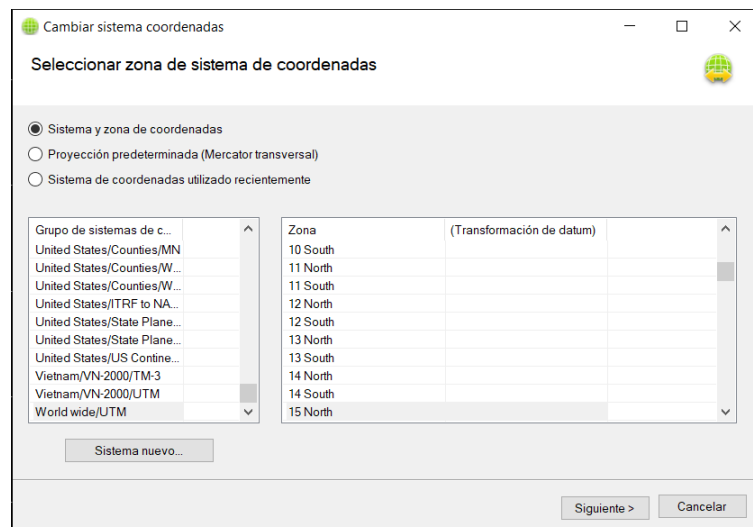 Cambiar sistema coordenadas
Seleccionar zona de sistema de coordenadas
Sistema y zona de coordenadas
Proyección predeterminada (Mercator transversal)
Sistema de coordenadas utilizado recientemente
Grupo de sistemas de c...
United States/Counties/MN
United States/Counties/W...
United States/Counties/W...
United States/ITRF to NA...
United States/State Plane...
United States/State Plane...
United States/US Contine...
Vietnam/VN-2000/TM-3
Vietnam/VN-2000/UTM
World wide/UTM
Zona (Transformación de datum)
10 South
11 North
11 South
12 North
12 South
13 North
13 South
14 North
14 South
15 North
Sistema nuevo...
Siguiente > Cancelar